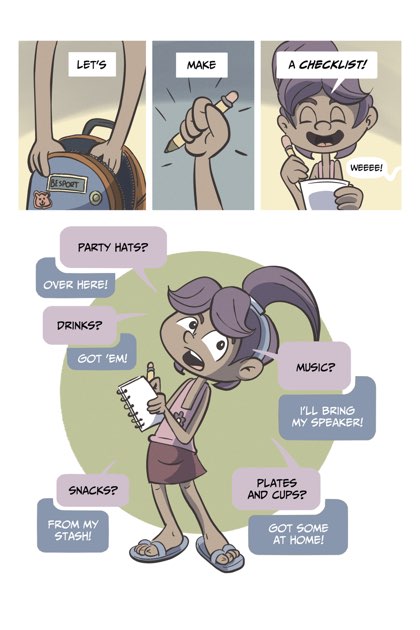 LET'S
MAKE
A CHECKLIST!
BESPORT
WEEEE!
PARTY HATS?
OVER HERE!
DRINKS?
GOT 'EM!
MUSIC?
I'LL BRING
MY SPEAKER!
SNACKS?
FROM MY
STASH!
PLATES
AND CUPS?
GOT SOME
AT HOME!